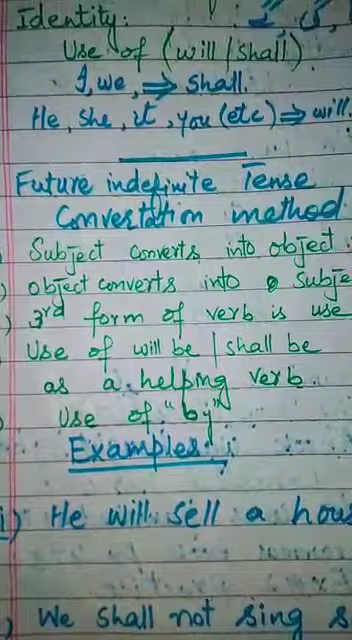 Identity:
Use of (will/shall)
I, we, ⇒ shall.
He, she, it, you (etc) ⇒ will.
Future indefinite Tense
Convertation method
Subject converts into object
object converts into Subje
3rd form of verb is use
Use of will be / shall be
as a helping verb.
Use of "by"
Examples:
i) He will sell a hous
We shall not sing s